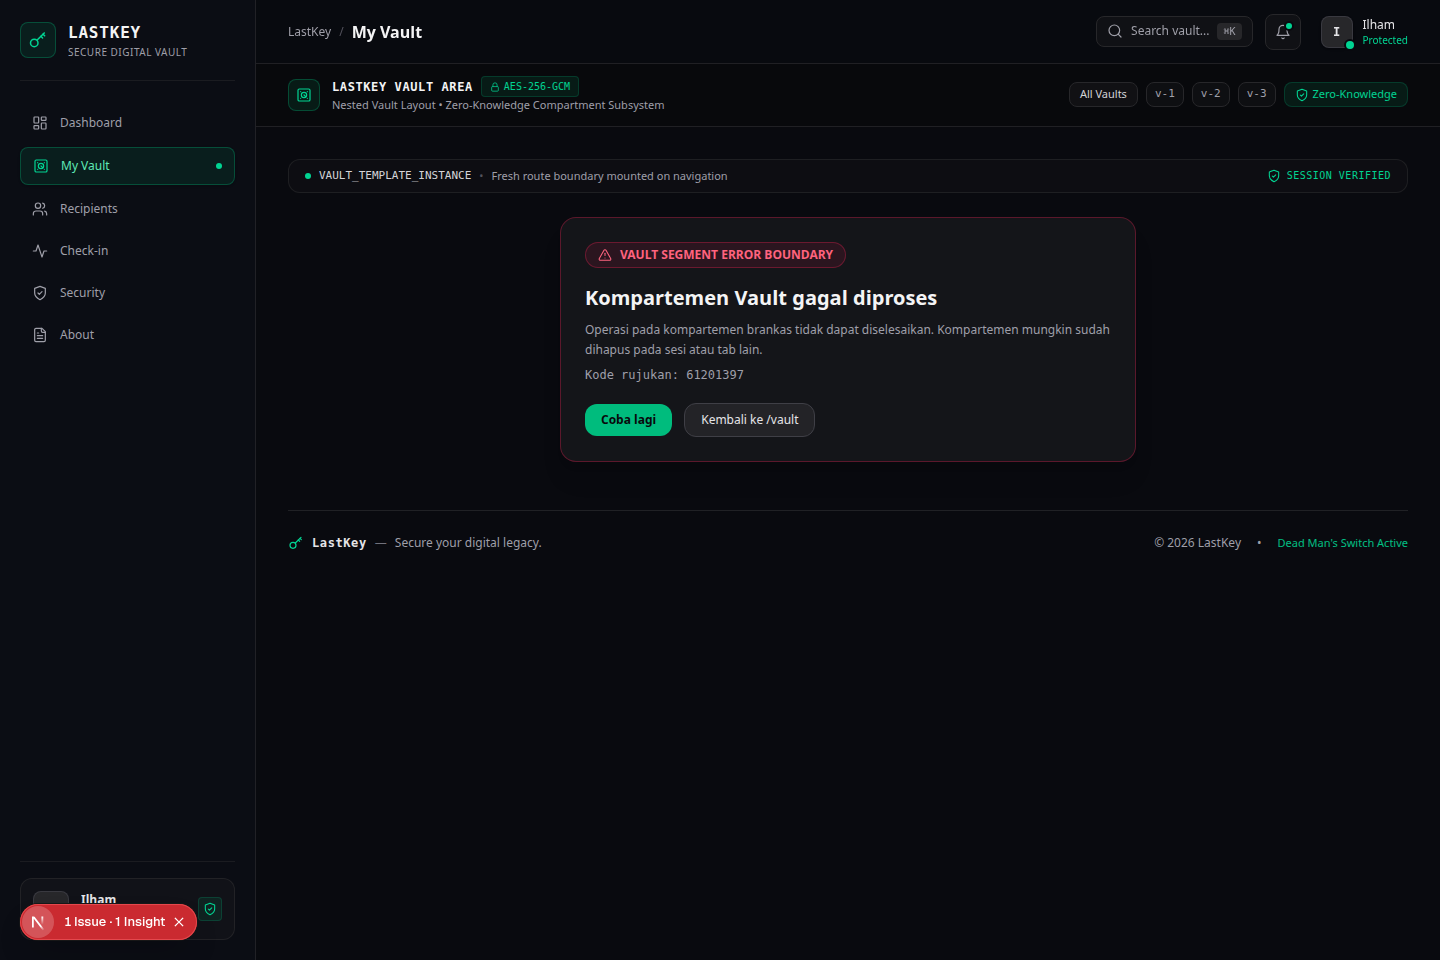 LASTKEY
SECURE DIGITAL VAULT
Dashboard
My Vault
Recipients
Check-in
Security
About
Ilham
1 Issue · 1 Insight
LastKey / My Vault
Search vault... ⌘K
I
Ilham
Protected
LASTKEY VAULT AREA AES-256-GCM
Nested Vault Layout • Zero-Knowledge Compartment Subsystem
All Vaults v-1 v-2 v-3 Zero-Knowledge
VAULT_TEMPLATE_INSTANCE • Fresh route boundary mounted on navigation
SESSION VERIFIED
VAULT SEGMENT ERROR BOUNDARY
Kompartemen Vault gagal diproses
Operasi pada kompartemen brankas tidak dapat diselesaikan. Kompartemen mungkin sudah
dihapus pada sesi atau tab lain.
Kode rujukan: 61201397
Coba lagi
Kembali ke /vault
LastKey — Secure your digital legacy.
© 2026 LastKey • Dead Man's Switch Active